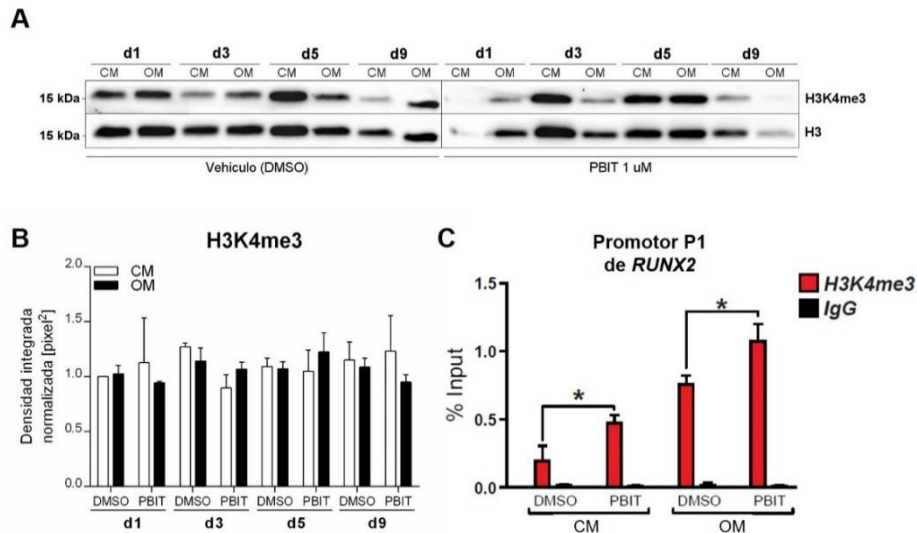 A
d1 d3 d5 d9 d1 d3 d5 d9
CM OM CM OM CM OM CM OM CM OM CM OM CM OM CM OM
15 kDa H3K4me3
15 kDa H3
Vehiculo (DMSO) PBIT 1 uM
B
H3K4me3
CM
OM
Densidad integrada
normalizada [pixel²]
2.0
1.5
1.0
0.5
0.0
DMSO PBIT DMSO PBIT DMSO PBIT DMSO PBIT
d1 d3 d5 d9
C
Promotor P1
de RUNX2
H3K4me3
IgG
% Input
1.5
1.0
0.5
0.0
* *
DMSO PBIT DMSO PBIT
CM OM